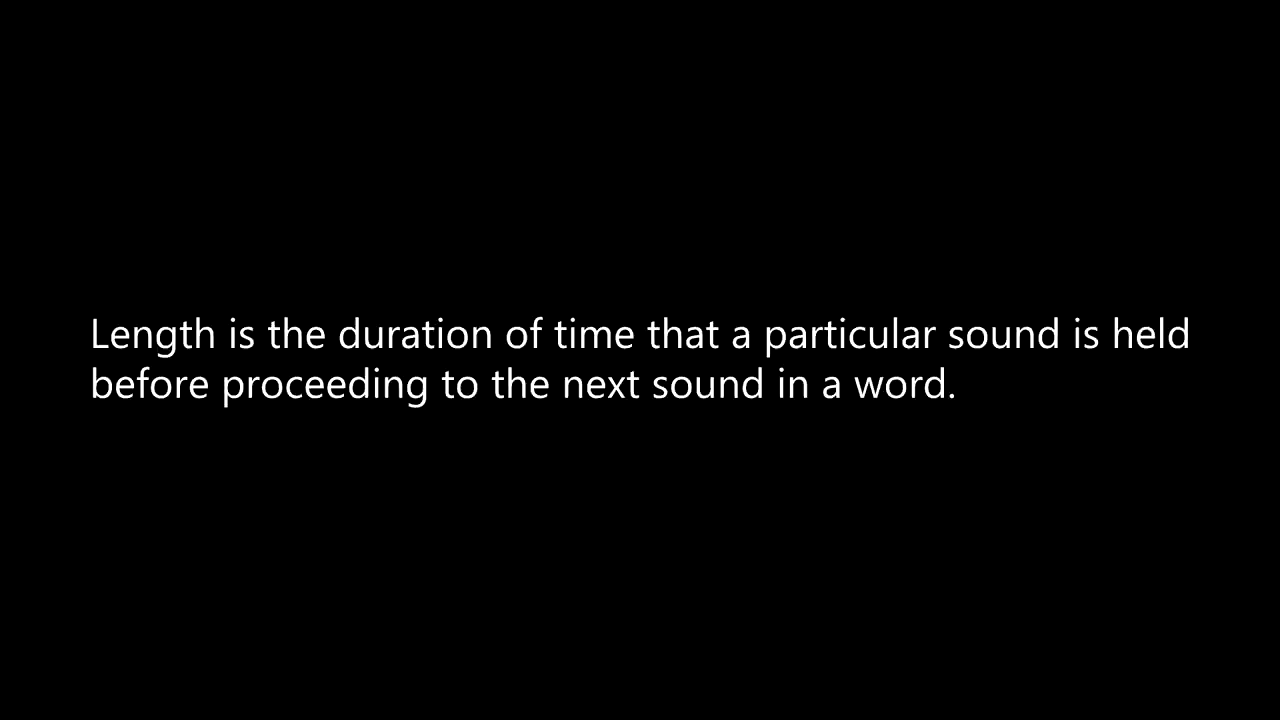 Length is the duration of time that a particular sound is held
before proceeding to the next sound in a word.